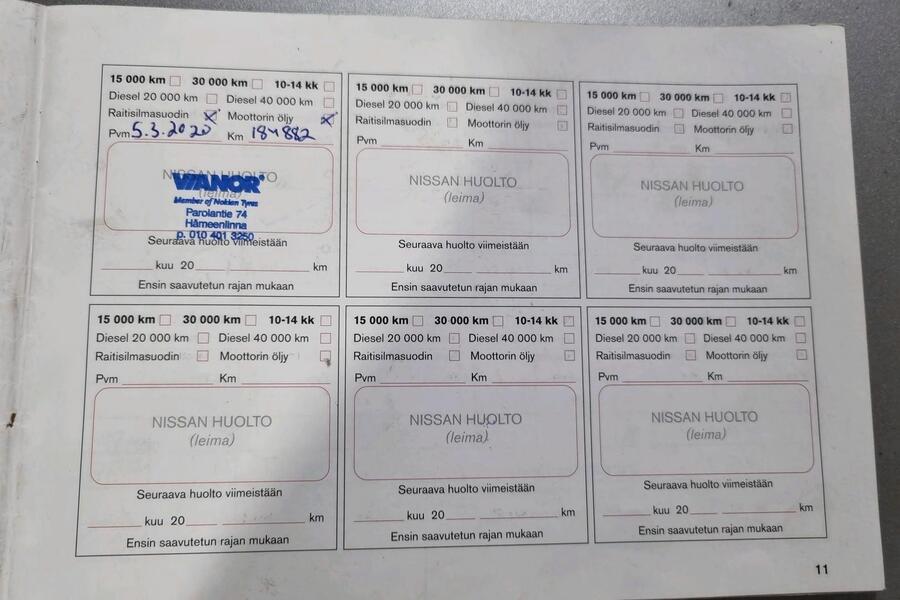 15 000 km 30 000 km 10-14 kk
Diesel 20 000 km Diesel 40 000 km
Raitisilmasuodin x Moottorin öljy x
Pvm 5.3.2020 Km 184882
NISSAN HUOLTO
(leima)
VIANOR
Member of Nokian Tyres
Parolantie 74
Hämeenlinna
p. 010 401 3250
Seuraava huolto viimeistään
kuu 20 km
Ensin saavutetun rajan mukaan
15 000 km 30 000 km 10-14 kk
Diesel 20 000 km Diesel 40 000 km
Raitisilmasuodin Moottorin öljy
Pvm Km
NISSAN HUOLTO
(leima)
Seuraava huolto viimeistään
kuu 20 km
Ensin saavutetun rajan mukaan
15 000 km 30 000 km 10-14 kk
Diesel 20 000 km Diesel 40 000 km
Raitisilmasuodin Moottorin öljy
Pvm Km
NISSAN HUOLTO
(leima)
Seuraava huolto viimeistään
kuu 20 km
Ensin saavutetun rajan mukaan
15 000 km 30 000 km 10-14 kk
Diesel 20 000 km Diesel 40 000 km
Raitisilmasuodin Moottorin öljy
Pvm Km
NISSAN HUOLTO
(leima)
Seuraava huolto viimeistään
kuu 20 km
Ensin saavutetun rajan mukaan
15 000 km 30 000 km 10-14 kk
Diesel 20 000 km Diesel 40 000 km
Raitisilmasuodin Moottorin öljy
Pvm Km
NISSAN HUOLTO
(leima)
Seuraava huolto viimeistään
kuu 20 km
Ensin saavutetun rajan mukaan
15 000 km 30 000 km 10-14 kk
Diesel 20 000 km Diesel 40 000 km
Raitisilmasuodin Moottorin öljy
Pvm Km
NISSAN HUOLTO
(leima)
Seuraava huolto viimeistään
kuu 20 km
Ensin saavutetun rajan mukaan
11